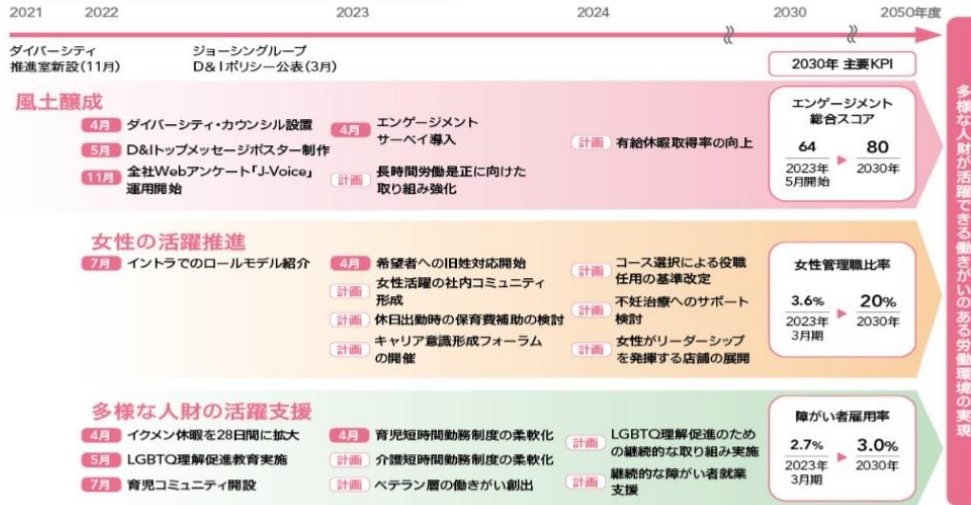 2021 2022 2023 2024 2030 2050年度
ダイバーシティ
推進室新設(11月)
ジョーシングループ
D&Iポリシー公表(3月)
2030年 主要KPI
風土醸成
4月 ダイバーシティ・カウンシル設置
5月 D&Iトップメッセージポスター制作
11月 全社Webアンケート「J-Voice」
運用開始
4月 エンゲージメント
サーベイ導入
計画 長時間労働是正に向けた
取り組み強化
計画 有給休暇取得率の向上
エンゲージメント
総合スコア
64 80
2023年 2030年
5月開始
女性の活躍推進
7月 イントラでのロールモデル紹介
4月 希望者への旧姓対応開始
計画 女性活躍の社内コミュニティ
形成
計画 休日出勤時の保育費補助の検討
計画 キャリア意識形成フォーラム
の開催
計画 コース選択による役職
任用の基準改定
計画 不妊治療へのサポート
検討
計画 女性がリーダーシップ
を発揮する店舗の展開
女性管理職比率
3.6% 20%
2023年 2030年
3月期
多様な人財の活躍支援
4月 イクメン休暇を28日間に拡大
5月 LGBTQ理解促進教育実施
7月 育児コミュニティ開設
4月 育児短時間勤務制度の柔軟化
計画 介護短時間勤務制度の柔軟化
計画 ベテラン層の働きがい創出
計画 LGBTQ理解促進のため
の継続的な取り組み実施
計画 継続的な障がい者就業
支援
障がい者雇用率
2.7% 3.0%
2023年 2030年
3月期
多様な人財が活躍できる働きがいのある労働環境の実現